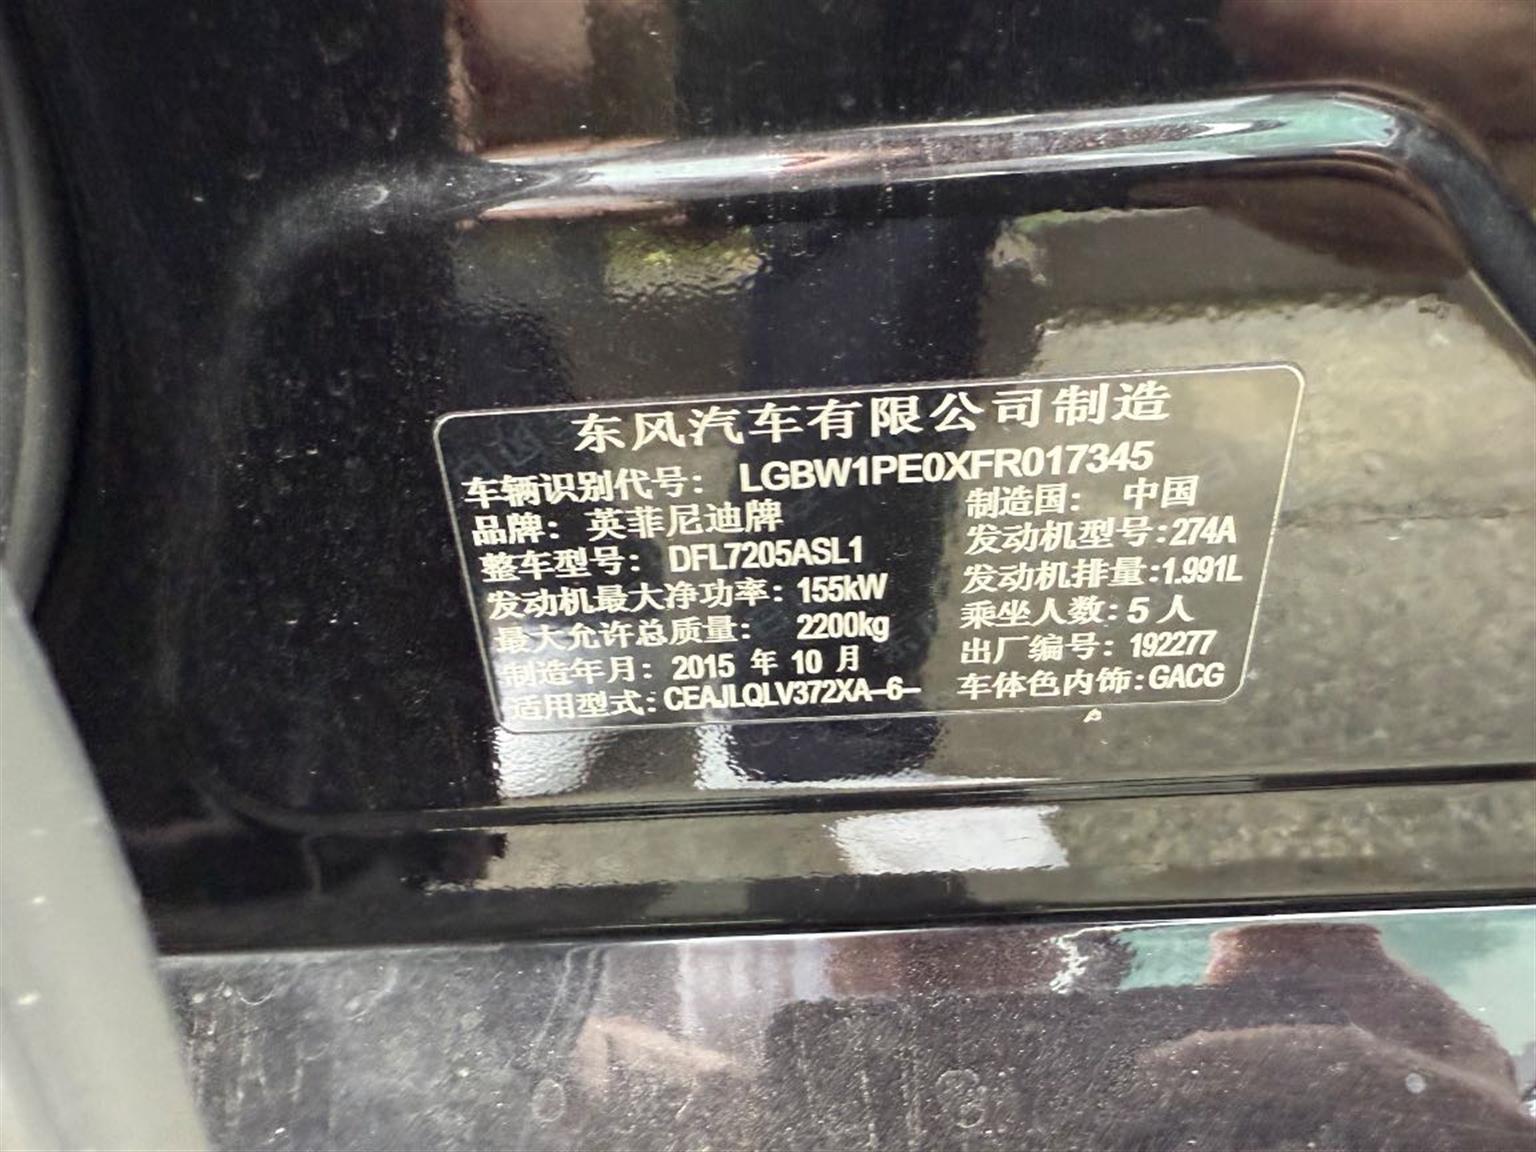 东风汽车有限公司制造
车辆识别代号: LGBW1PE0XFR017345
品牌: 英菲尼迪牌 制造国: 中国
整车型号: DFL7205ASL1 发动机型号:274A
发动机最大净功率: 155kW 发动机排量:1.991L
最大允许总质量: 2200kg 乘坐人数: 5 人
制造年月: 2015 年 10 月 出厂编号: 192277
适用型式: CEAJLQLV372XA-6- 车体色内饰: GACG